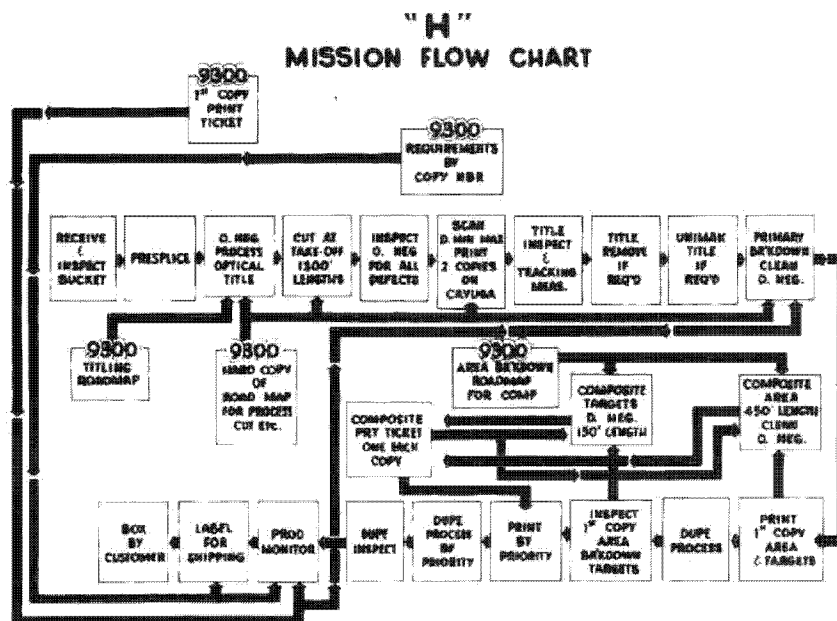 "H"
MISSION FLOW CHART
9300
1ST COPY
PRINT
TICKET
9300
REQUIREMENTS
BY
COPY NBR
RECEIVE
&
INSPECT
BUCKET
PRESPLICE
O. NEG
PROCESS
OPTICAL
TITLE
CUT AT
TAKE-OFF
1500' LENGTHS
INSPECT
O. NEG
FOR ALL
DEFECTS
SCAN
D. MIN MAX
PRINT
2 COPIES
ON
CAYUGA
TITLE
INSPECT
&
TRACKING
MEAS.
TITLE
REMOVE
IF
REQ'D
UNIMARK
TITLE
IF
REQ'D
PRIMARY
BRKDOWN
CLEAN
O. NEG.
9300
TITLING
ROADMAP
9300
HARD COPY
OF
ROAD MAP
FOR PROCESS
CUT ETC.
9300
AREA BRKDOWN
ROADMAP
FOR COMP
COMPOSITE
PRT TICKET
ONE EACH
COPY
COMPOSITE
TARGETS
O. NEG.
150' LENGTH
COMPOSITE
AREA
450' LENGTH
CLEAN
O. NEG.
BOX
BY
CUSTOMER
LABEL
FOR
SHIPPING
PROD
MONITOR
DUPE
INSPECT
DUPE
PROCESS
BY
PRIORITY
PRINT
BY
PRIORITY
INSPECT
1ST COPY
AREA
BRKDOWN
TARGETS
DUPE
PROCESS
PRINT
1ST COPY
AREA
& TARGETS